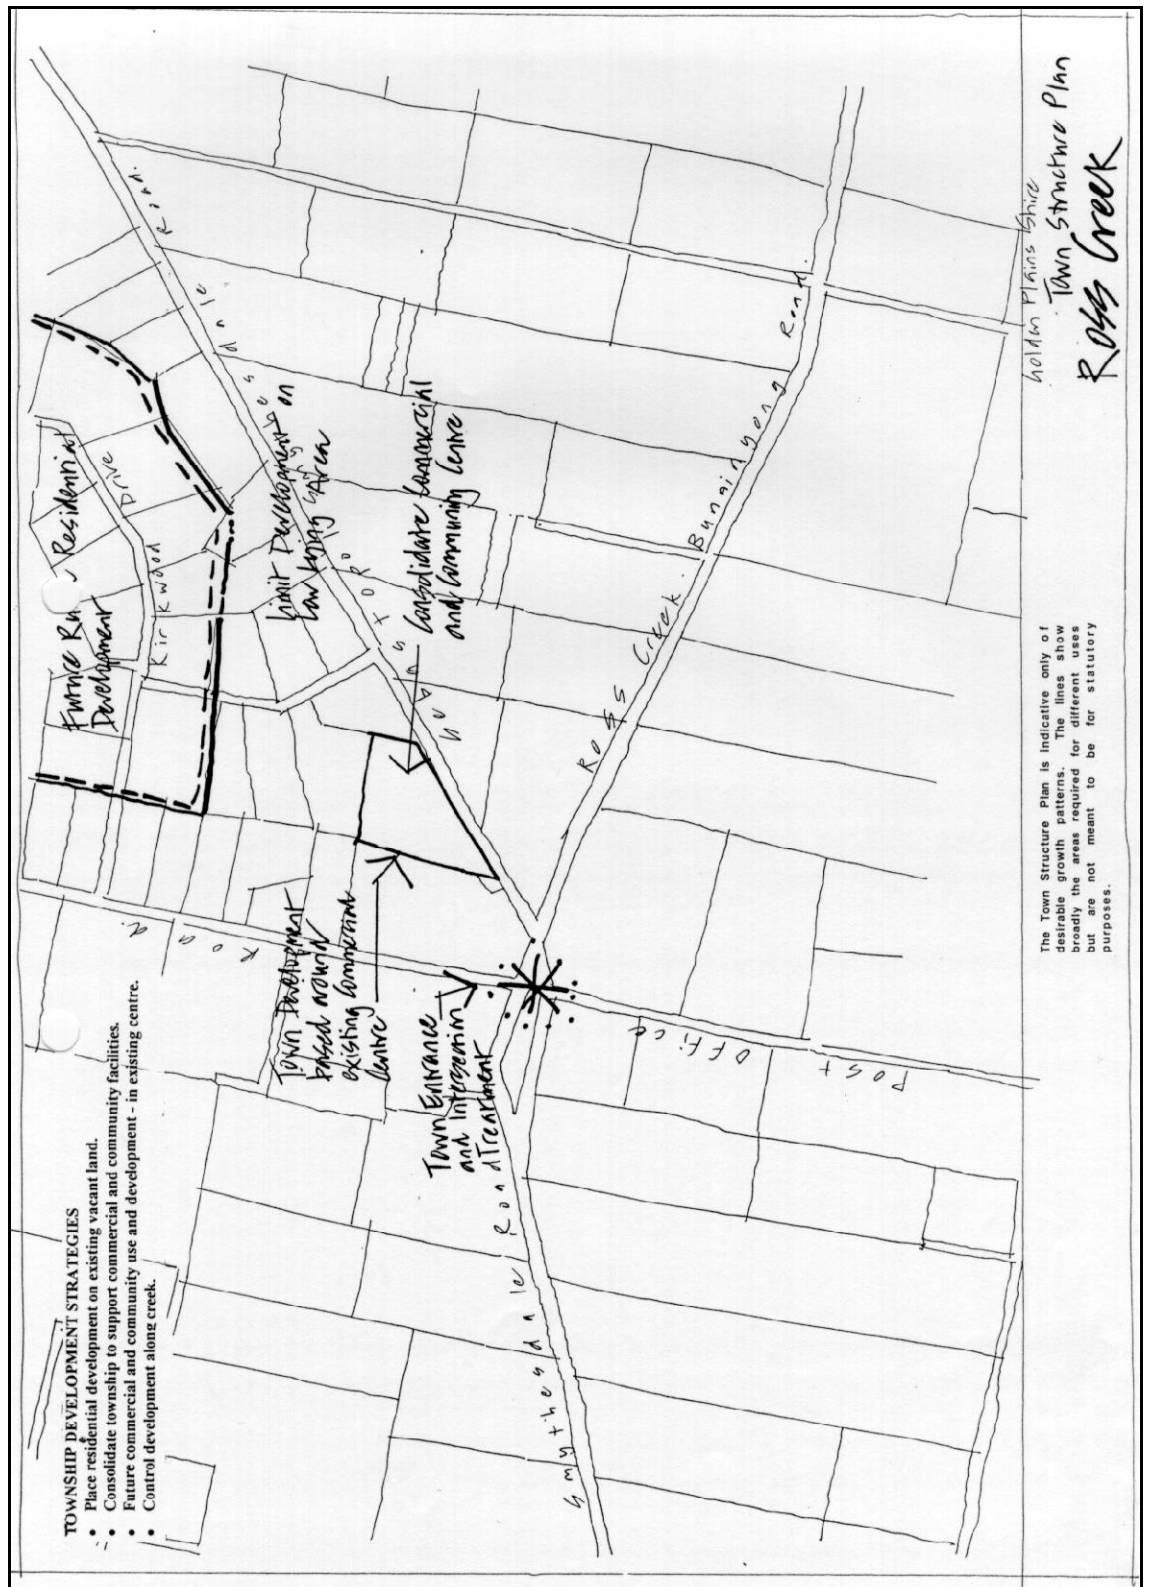 TOWNSHIP DEVELOPMENT STRATEGIES
• Place residential development on existing vacant land.
• Consolidate township to support commercial and community facilities.
• Future commercial and community use and development - in existing centre.
• Control development along creek.
Residential
Development
Kirkwood
Drive
Limit Development on
Low Lying Area
Consolidate Commercial
and Community Centre
Town Development
based around
existing Commercial
Centre
Town Entrance
and Intersection
Treatment
Road.
Road.
Smythesdale Road
Post Office
Ross Creek.
Buninyong Road.
The Town Structure Plan is indicative only of
desirable growth patterns. The lines show
broadly the areas required for different uses
but are not meant to be for statutory
purposes.
Golden Plains Shire
Town Structure Plan
Ross Creek